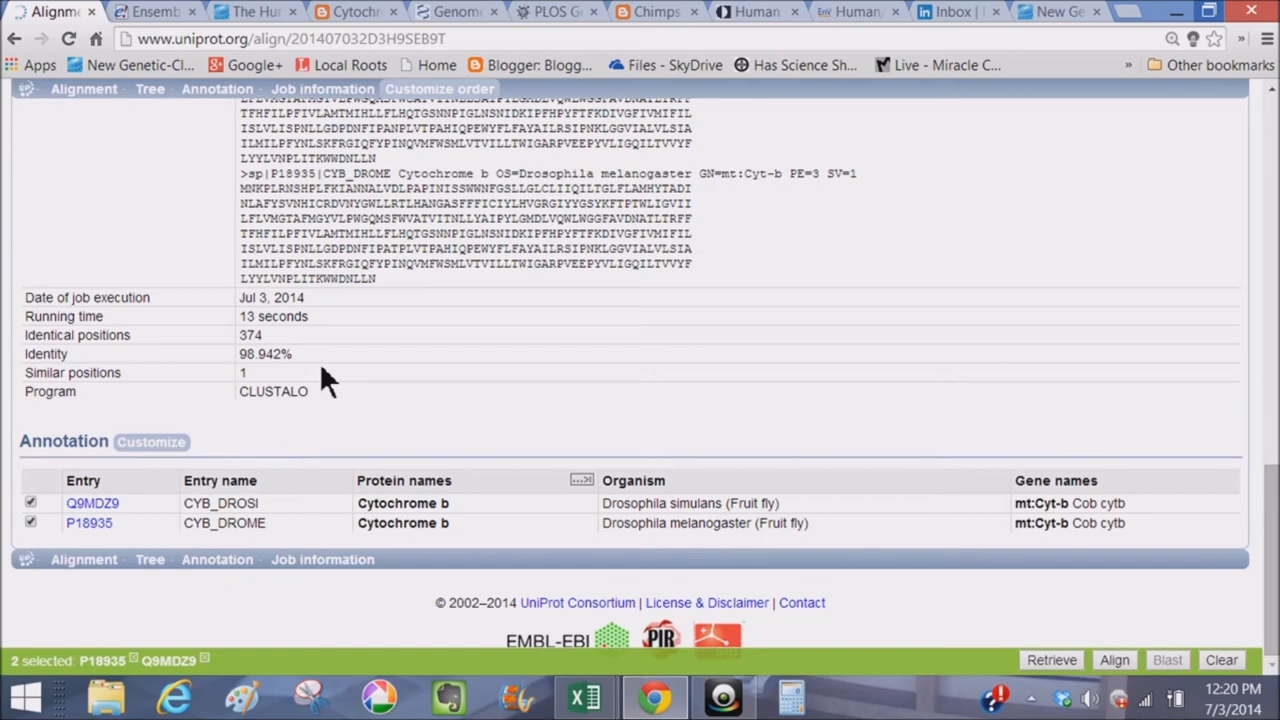 Alignme
Ensemb
The Hu
Cytochr
Genom
PLOS G
Chimps
Human
EnV Human/
Inbox |
New Ge
www.uniprot.org/align/201407032D3H9SEB9T
Apps New Genetic-Cl... Google+ Local Roots Home Blogger: Blogg... Files - SkyDrive Has Science Sh... Live - Miracle C... » Other bookmarks
Alignment Tree Annotation Job information Customize order
TFHFILPFIVLAMTMIHLLFLHQTGSNNPIGLNSNIDKIPFHPYFTFKDIVGFIVMIFIL
ISLVLISPNLLGDPDNFIPANPLVTPAHIQPEWYFLFAYAILRSIPNKLGGVIALVLSIA
ILMILPFYNLSKFRGIQFYPINQVMFWSMLVTVILLTWIGARPVEEPYVLIGQILTVVYF
LYYLVNPLITKWWDNLLN
>sp|P18935|CYB_DROME Cytochrome b OS=Drosophila melanogaster GN=mt:Cyt-b PE=3 SV=1
MNKPLRNSHPLFKIANNALVDLPAPINISSWWNFGSLLGLCLIIQILTGLFLAMHYTADI
NLAFYSVNHICRDVNYGWLLRTLHANGASFFFICIYLHVGRGIYYGSYKFTPTWLIGVII
LFLVMGTAFMGYVLPWGQMSFWVATVITNLLYAIPYLGMDLVQWLWGGFAVDNATLTRFF
TFHFILPFIVLAMTMIHLLFLHQTGSNNPIGLNSNIDKIPFHPYFTFKDIVGFIVMIFIL
ISLVLISPNLLGDPDNFIPATPLVTPAHIQPEWYFLFAYAILRSIPNKLGGVIALVLSIA
ILMILPFYNLSKFRGIQFYPINQVMFWSMLVTVILLTWIGARPVEEPYVLIGQILTVVYF
LYYLVNPLITKWWDNLLN
Date of job execution Jul 3, 2014
Running time 13 seconds
Identical positions 374
Identity 98.942%
Similar positions 1
Program CLUSTALO
Annotation Customize
Entry Entry name Protein names Organism Gene names
Q9MDZ9 CYB_DROSI Cytochrome b Drosophila simulans (Fruit fly) mt:Cyt-b Cob cytb
P18935 CYB_DROME Cytochrome b Drosophila melanogaster (Fruit fly) mt:Cyt-b Cob cytb
Alignment Tree Annotation Job information
© 2002–2014 UniProt Consortium | License & Disclaimer | Contact
EMBL-EBI PIR
2 selected: P18935 Q9MDZ9 Retrieve Align Blast Clear
12:20 PM
7/3/2014